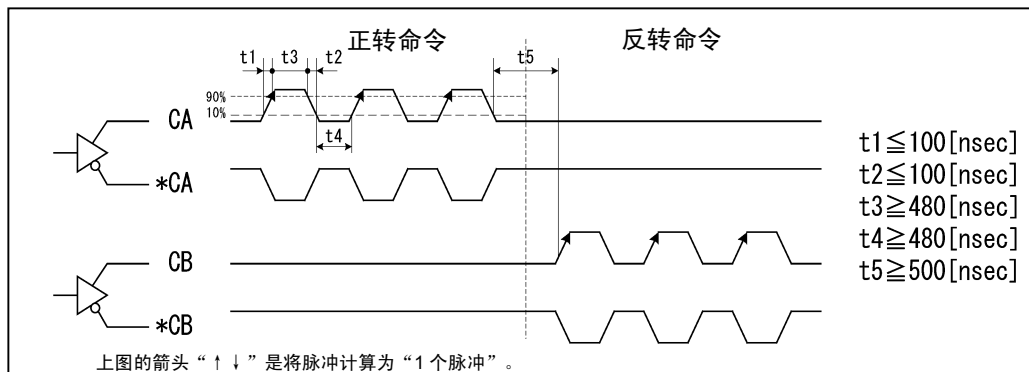 正转命令
反转命令
t1 t3 t2
t5
90%
10%
CA
t4
*CA
CB
*CB
t1≦100[nsec]
t2≦100[nsec]
t3≧480[nsec]
t4≧480[nsec]
t5≧500[nsec]
上图的箭头“↑↓”是将脉冲计算为“1个脉冲”。